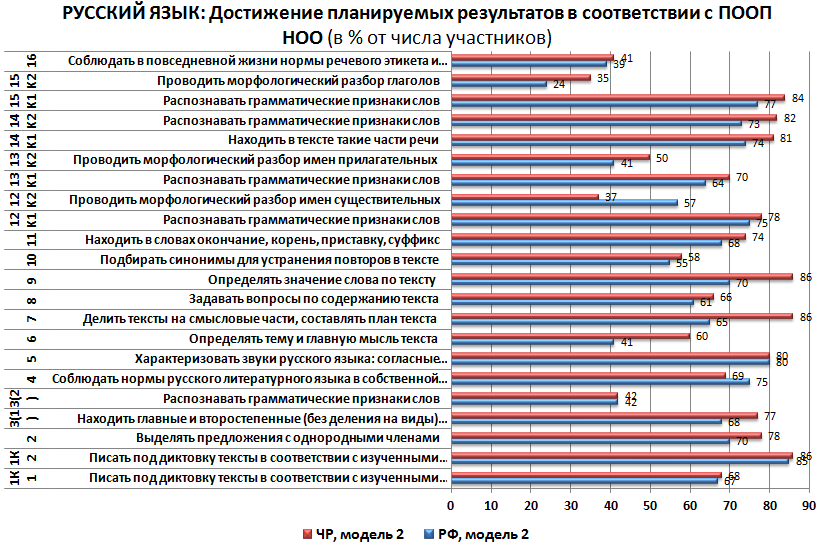 РУССКИЙ ЯЗЫК: Достижение планируемых результатов в соответствии с ПООП
НОО (в % от числа участников)
16 Соблюдать в повседневной жизни нормы речевого этикета и… 41 39
15 К2 Проводить морфологический разбор глаголов 35 24
15 К1 Распознавать грамматические признаки слов 84 77
14 К2 Распознавать грамматические признаки слов 82 73
14 К1 Находить в тексте такие части речи 81 74
13 К2 Проводить морфологический разбор имен прилагательных 50 41
13 К1 Распознавать грамматические признаки слов 70 64
12 К2 Проводить морфологический разбор имен существительных 37 57
12 К1 Распознавать грамматические признаки слов 78 75
11 Находить в словах окончание, корень, приставку, суффикс 74 68
10 Подбирать синонимы для устранения повторов в тексте 58 55
9 Определять значение слова по тексту 86 70
8 Задавать вопросы по содержанию текста 66 61
7 Делить тексты на смысловые части, составлять план текста 86 65
6 Определять тему и главную мысль текста 60 41
5 Характеризовать звуки русского языка: согласные… 80 80
4 Соблюдать нормы русского литературного языка в собственной… 69 75
3(2) Распознавать грамматические признаки слов 42 42
3(1) Находить главные и второстепенные (без деления на виды)… 77 68
2 Выделять предложения с однородными членами 78 70
1К2 Писать под диктовку тексты в соответствии с изученными… 86 85
1К1 Писать под диктовку тексты в соответствии с изученными… 68 67
0 10 20 30 40 50 60 70 80 90
ЧР, модель 2 РФ, модель 2